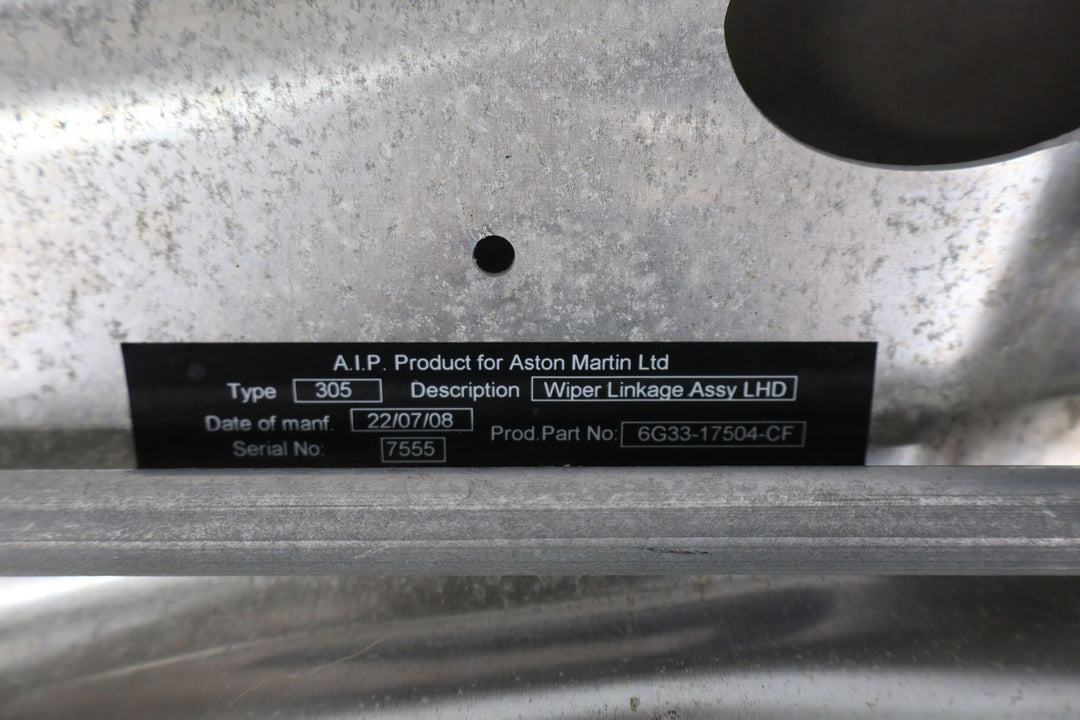 A.I.P. Product for Aston Martin Ltd
Type 305 Description Wiper Linkage Assy LHD
Date of manf. 22/07/08
Prod.Part No: 6G33-17504-CF
Serial No: 7555